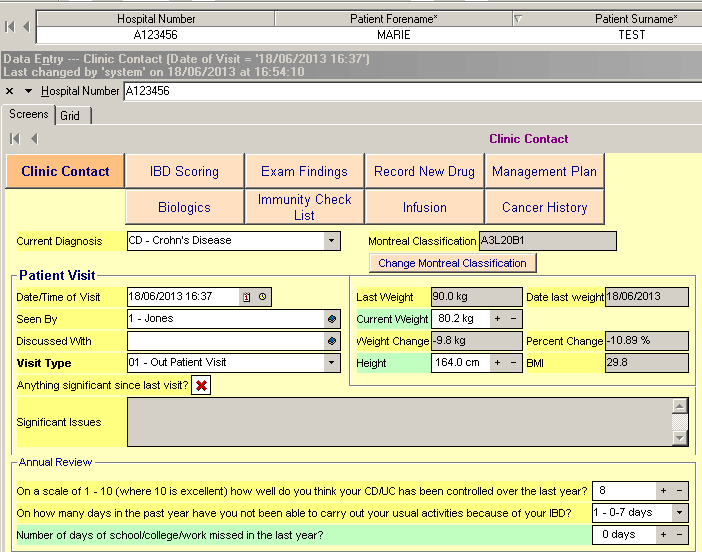 Hospital Number Patient Forename* Patient Surname*
A123456 MARIE TEST
Data Entry --- Clinic Contact (Date of Visit = '18/06/2013 16:37')
Last changed by 'system' on 18/06/2013 at 16:54:10
Hospital Number A123456
Screens Grid
Clinic Contact
Clinic Contact IBD Scoring Exam Findings Record New Drug Management Plan
Biologics Immunity Check List Infusion Cancer History
Current Diagnosis CD - Crohn's Disease Montreal Classification A3L20B1
Change Montreal Classification
Patient Visit
Date/Time of Visit 18/06/2013 16:37 Last Weight 90.0 kg Date last weight 18/06/2013
Seen By 1 - Jones Current Weight 80.2 kg + −
Discussed With Weight Change -9.8 kg Percent Change -10.89 %
Visit Type 01 - Out Patient Visit Height 164.0 cm + − BMI 29.8
Anything significant since last visit?
Significant Issues
Annual Review
On a scale of 1 - 10 (where 10 is excellent) how well do you think your CD/UC has been controlled over the last year? 8 + −
On how many days in the past year have you not been able to carry out your usual activities because of your IBD? 1 - 0-7 days
Number of days of school/college/work missed in the last year? 0 days + −